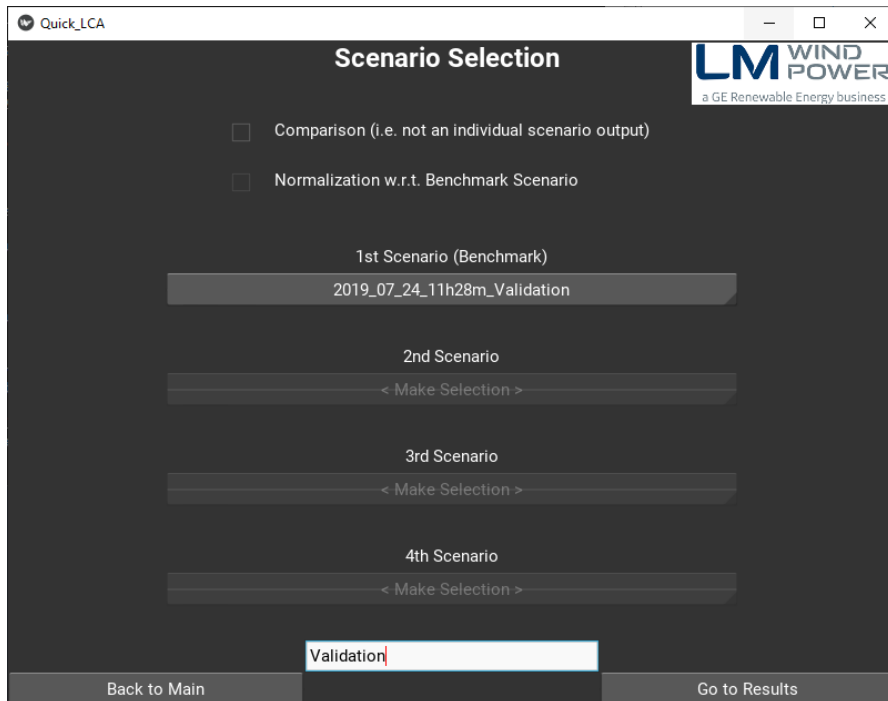 Quick_LCA
Scenario Selection
LM WIND POWER
a GE Renewable Energy business
Comparison (i.e. not an individual scenario output)
Normalization w.r.t. Benchmark Scenario
1st Scenario (Benchmark)
2019_07_24_11h28m_Validation
2nd Scenario
< Make Selection >
3rd Scenario
< Make Selection >
4th Scenario
< Make Selection >
Validation
Back to Main
Go to Results